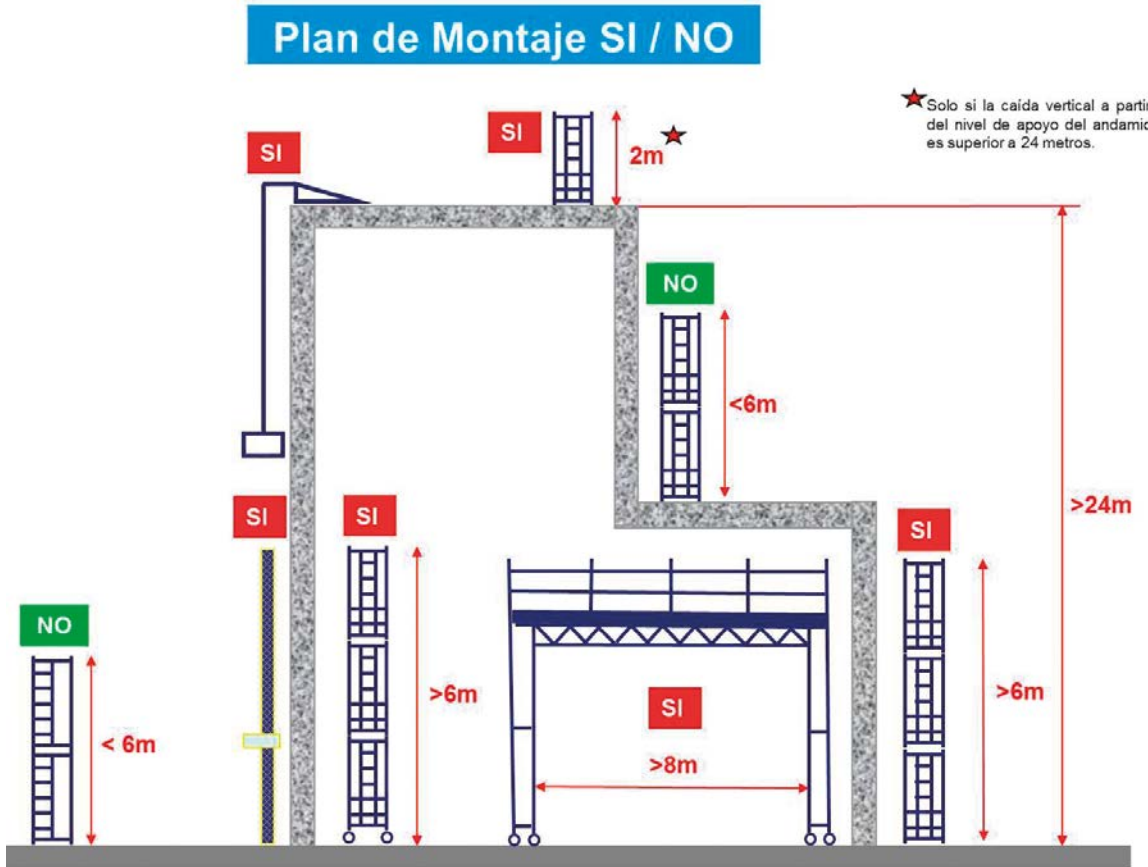 Plan de Montaje SI / NO
Solo si la caída vertical a partir
del nivel de apoyo del andamio
es superior a 24 metros.
SI
SI
2m
NO
<6m
>24m
SI
SI
SI
NO
< 6m
>6m
SI
>8m
>6m